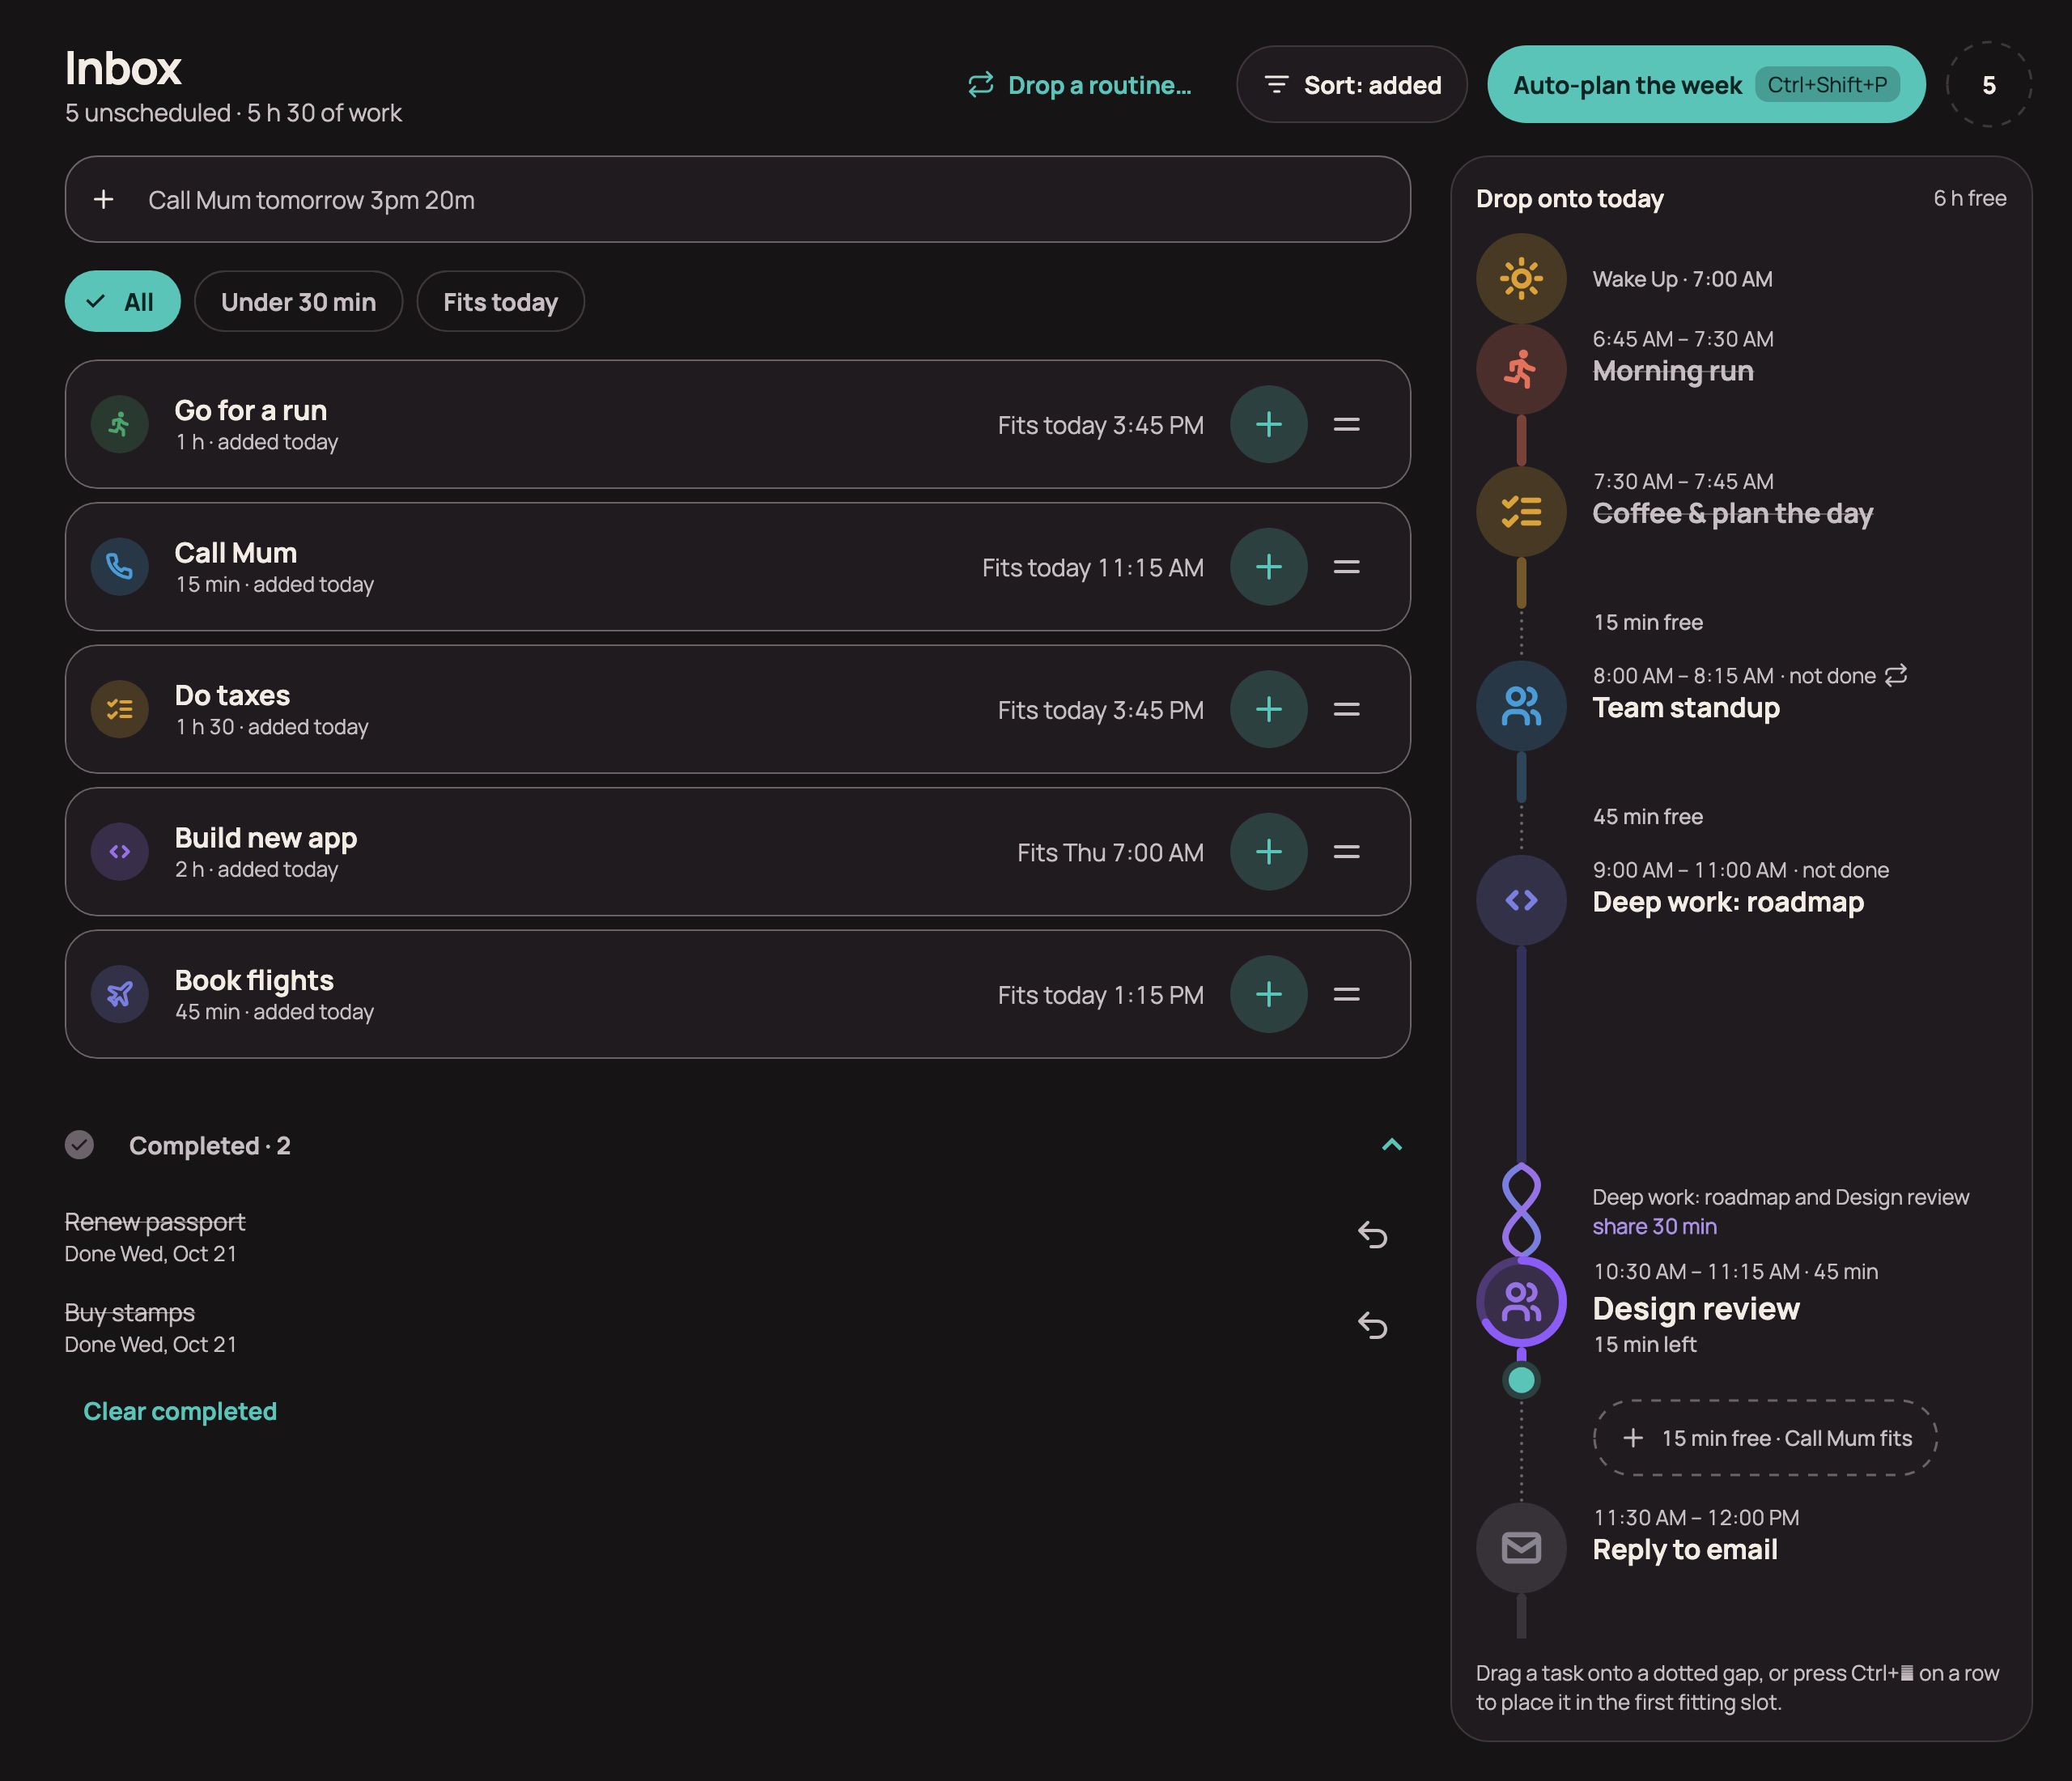 Inbox
5 unscheduled · 5 h 30 of work
Drop a routine...
Sort: added
Auto-plan the week Ctrl+Shift+P
5
Call Mum tomorrow 3pm 20m
All
Under 30 min
Fits today
Go for a run
1 h · added today
Fits today 3:45 PM
Call Mum
15 min · added today
Fits today 11:15 AM
Do taxes
1 h 30 · added today
Fits today 3:45 PM
Build new app
2 h · added today
Fits Thu 7:00 AM
Book flights
45 min · added today
Fits today 1:15 PM
Completed · 2
Renew passport
Done Wed, Oct 21
Buy stamps
Done Wed, Oct 21
Clear completed
Drop onto today
6 h free
Wake Up · 7:00 AM
6:45 AM – 7:30 AM
Morning run
7:30 AM – 7:45 AM
Coffee & plan the day
15 min free
8:00 AM – 8:15 AM · not done
Team standup
45 min free
9:00 AM – 11:00 AM · not done
Deep work: roadmap
Deep work: roadmap and Design review
share 30 min
10:30 AM – 11:15 AM · 45 min
Design review
15 min left
15 min free · Call Mum fits
11:30 AM – 12:00 PM
Reply to email
Drag a task onto a dotted gap, or press Ctrl+ on a row
to place it in the first fitting slot.